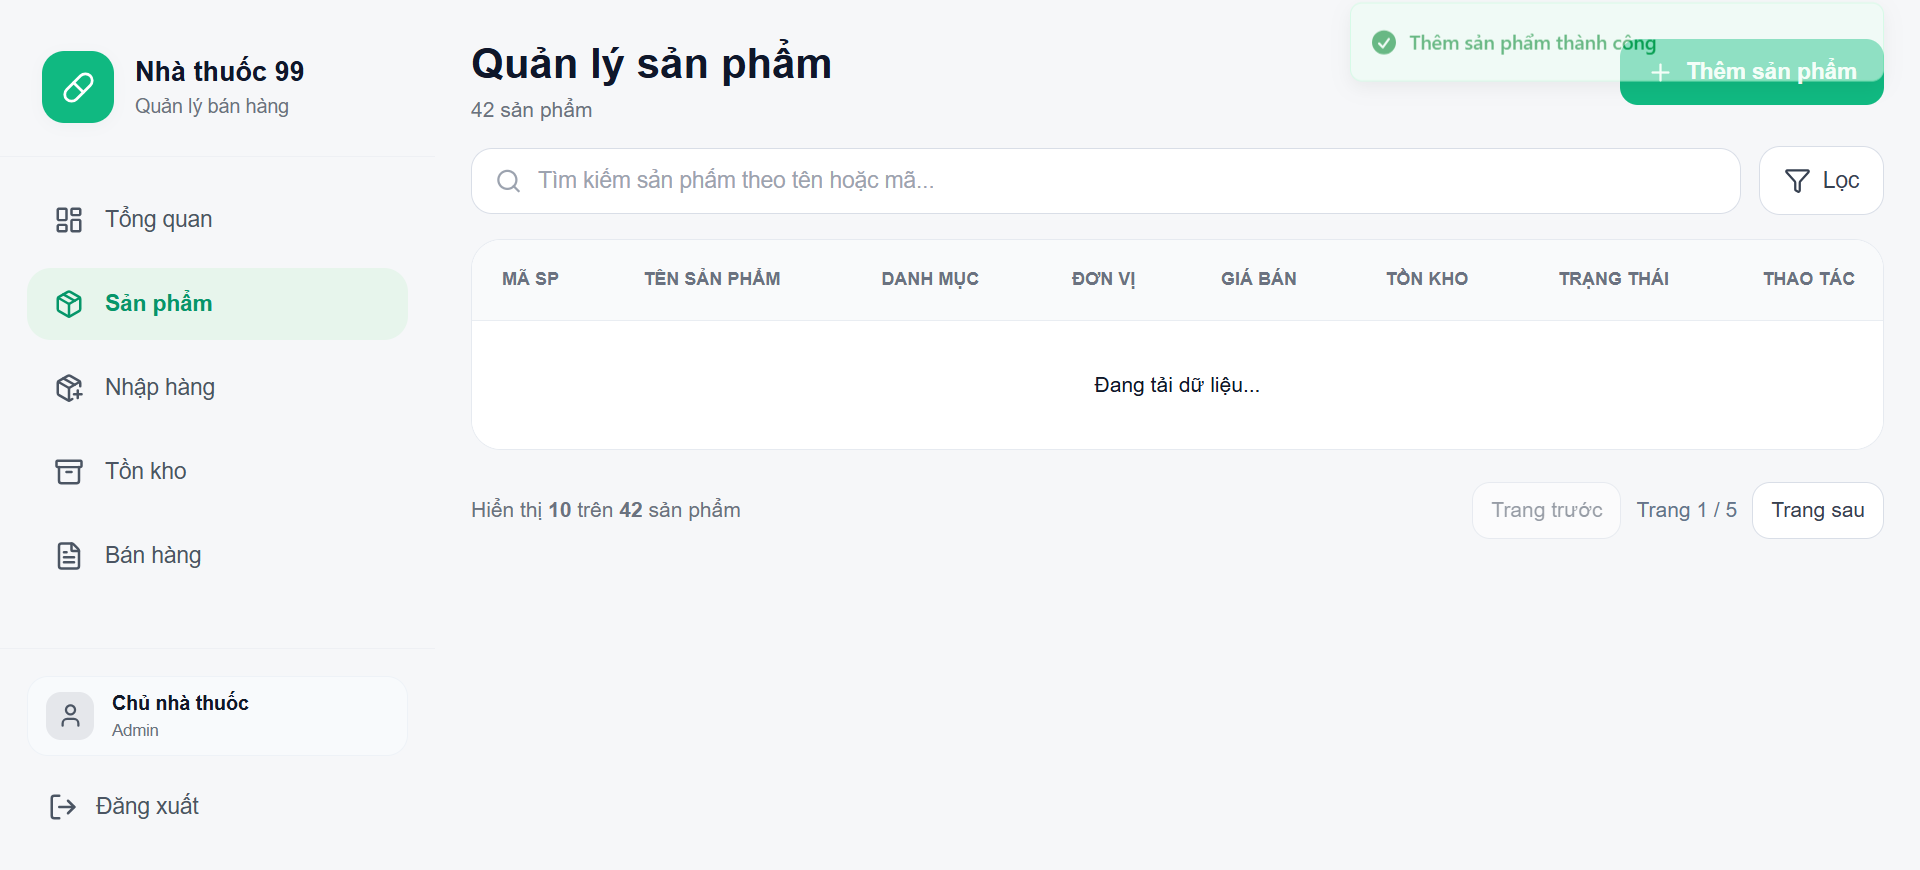 Nhà thuốc 99
Quản lý bán hàng
Tổng quan
Sản phẩm
Nhập hàng
Tồn kho
Bán hàng
Chủ nhà thuốc
Admin
Đăng xuất
Quản lý sản phẩm
42 sản phẩm
Thêm sản phẩm thành công
Thêm sản phẩm
Tìm kiếm sản phẩm theo tên hoặc mã...
Lọc
MÃ SP TÊN SẢN PHẨM DANH MỤC ĐƠN VỊ GIÁ BÁN TỒN KHO TRẠNG THÁI THAO TÁC
Đang tải dữ liệu...
Hiển thị 10 trên 42 sản phẩm
Trang trước Trang 1 / 5 Trang sau